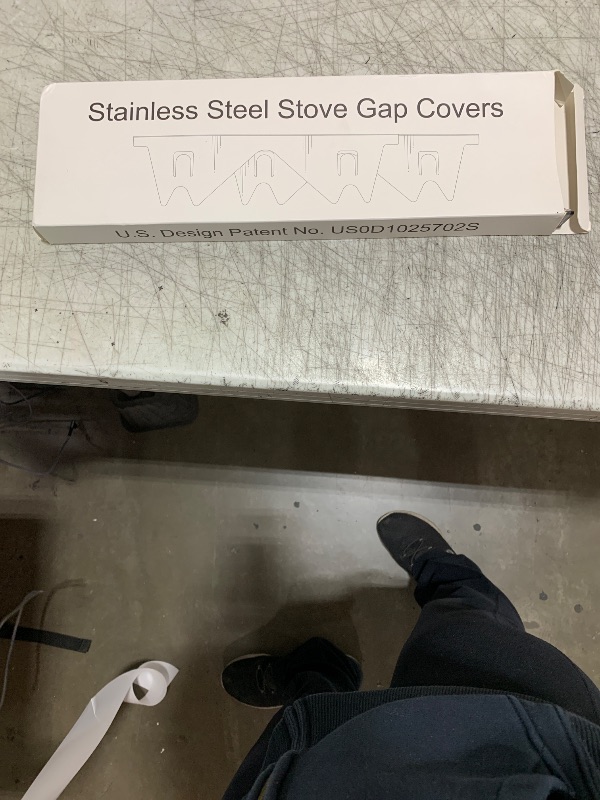 Stainless Steel Stove Gap Covers
U.S. Design Patent No. US0D1025702S